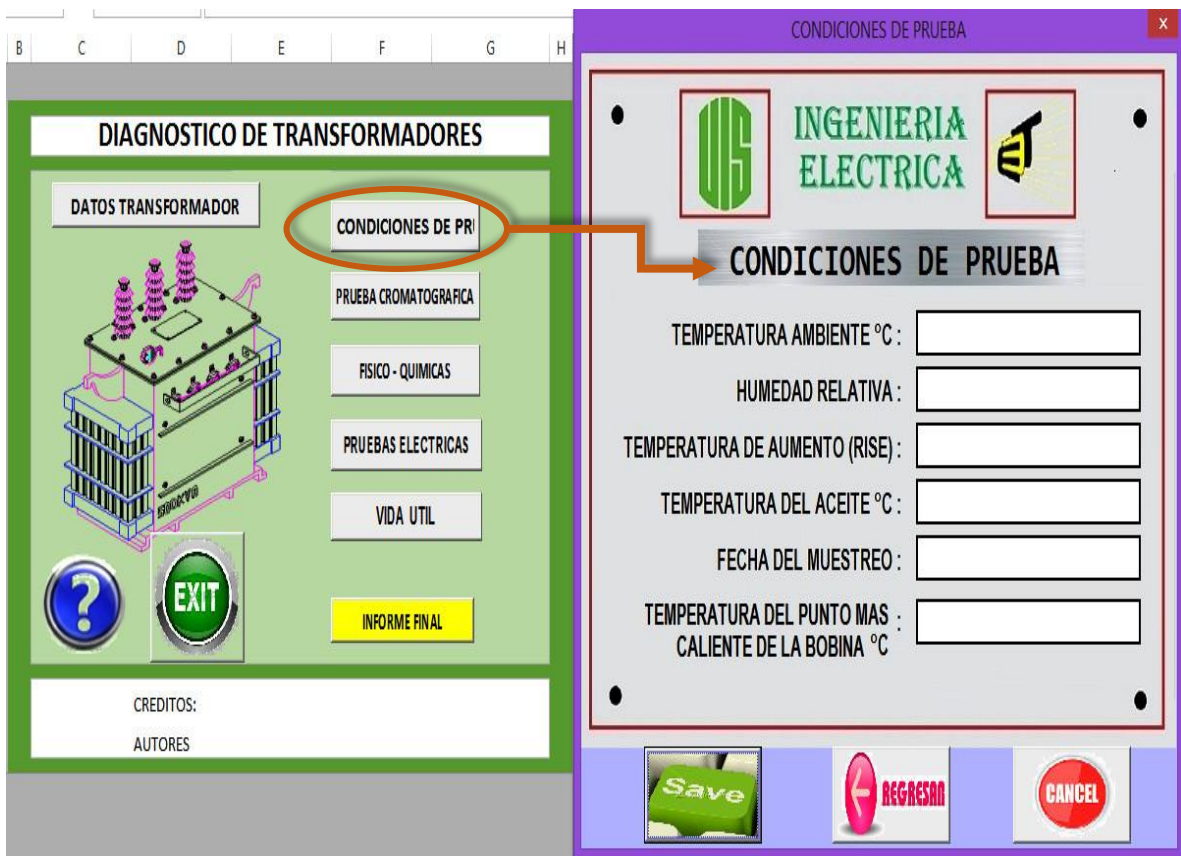 B C D E F G H
DIAGNOSTICO DE TRANSFORMADORES
DATOS TRANSFORMADOR
CONDICIONES DE PRU
PRUEBA CROMATOGRAFICA
FISICO - QUIMICAS
PRUEBAS ELECTRICAS
VIDA UTIL
500KVA
?
EXIT
INFORME FINAL
CREDITOS:
AUTORES
CONDICIONES DE PRUEBA
x
UIS
INGENIERIA
ELECTRICA
CONDICIONES DE PRUEBA
TEMPERATURA AMBIENTE °C :
HUMEDAD RELATIVA :
TEMPERATURA DE AUMENTO (RISE) :
TEMPERATURA DEL ACEITE °C :
FECHA DEL MUESTREO :
TEMPERATURA DEL PUNTO MAS :
CALIENTE DE LA BOBINA °C
Save
REGRESAR
CANCEL